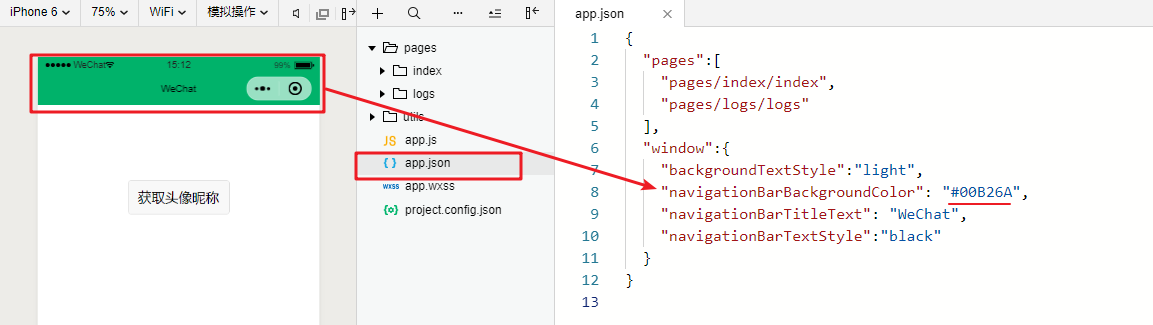 iPhone 6 75% WiFi 模拟操作
WeChat 15:12 99%
WeChat
获取头像昵称
pages
index
logs
utils
JS app.js
{ } app.json
wxss app.wxss
{o} project.config.json
app.json
1 {
2 "pages":[
3 "pages/index/index",
4 "pages/logs/logs"
5 ],
6 "window":{
7 "backgroundTextStyle":"light",
8 "navigationBarBackgroundColor": "#00B26A",
9 "navigationBarTitleText": "WeChat",
10 "navigationBarTextStyle":"black"
11 }
12 }
13